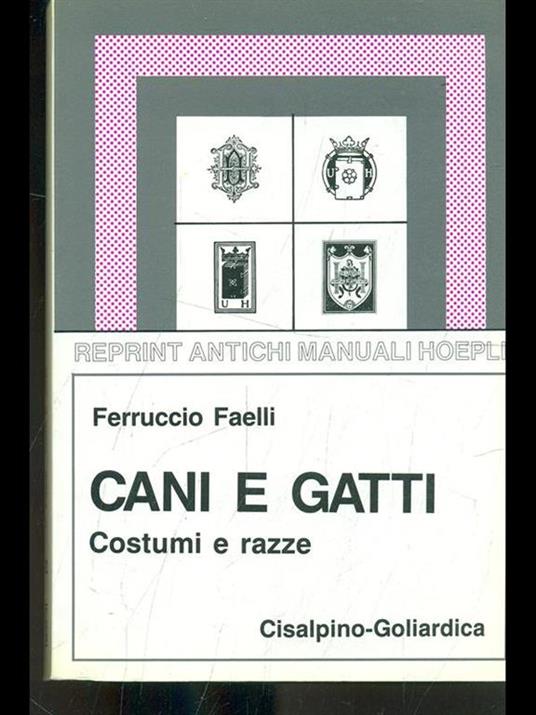 U H
U H
REPRINT ANTICHI MANUALI HOEPLI
Ferruccio Faelli
CANI E GATTI
Costumi e razze
Cisalpino-Goliardica